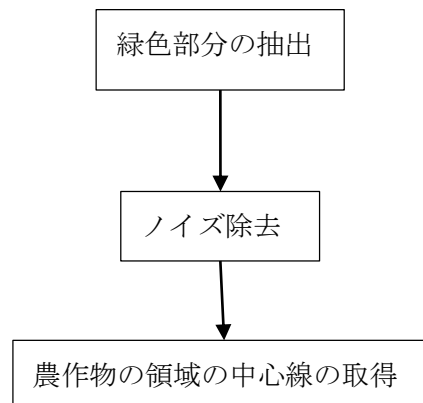 緑色部分の抽出
ノイズ除去
農作物の領域の中心線の取得